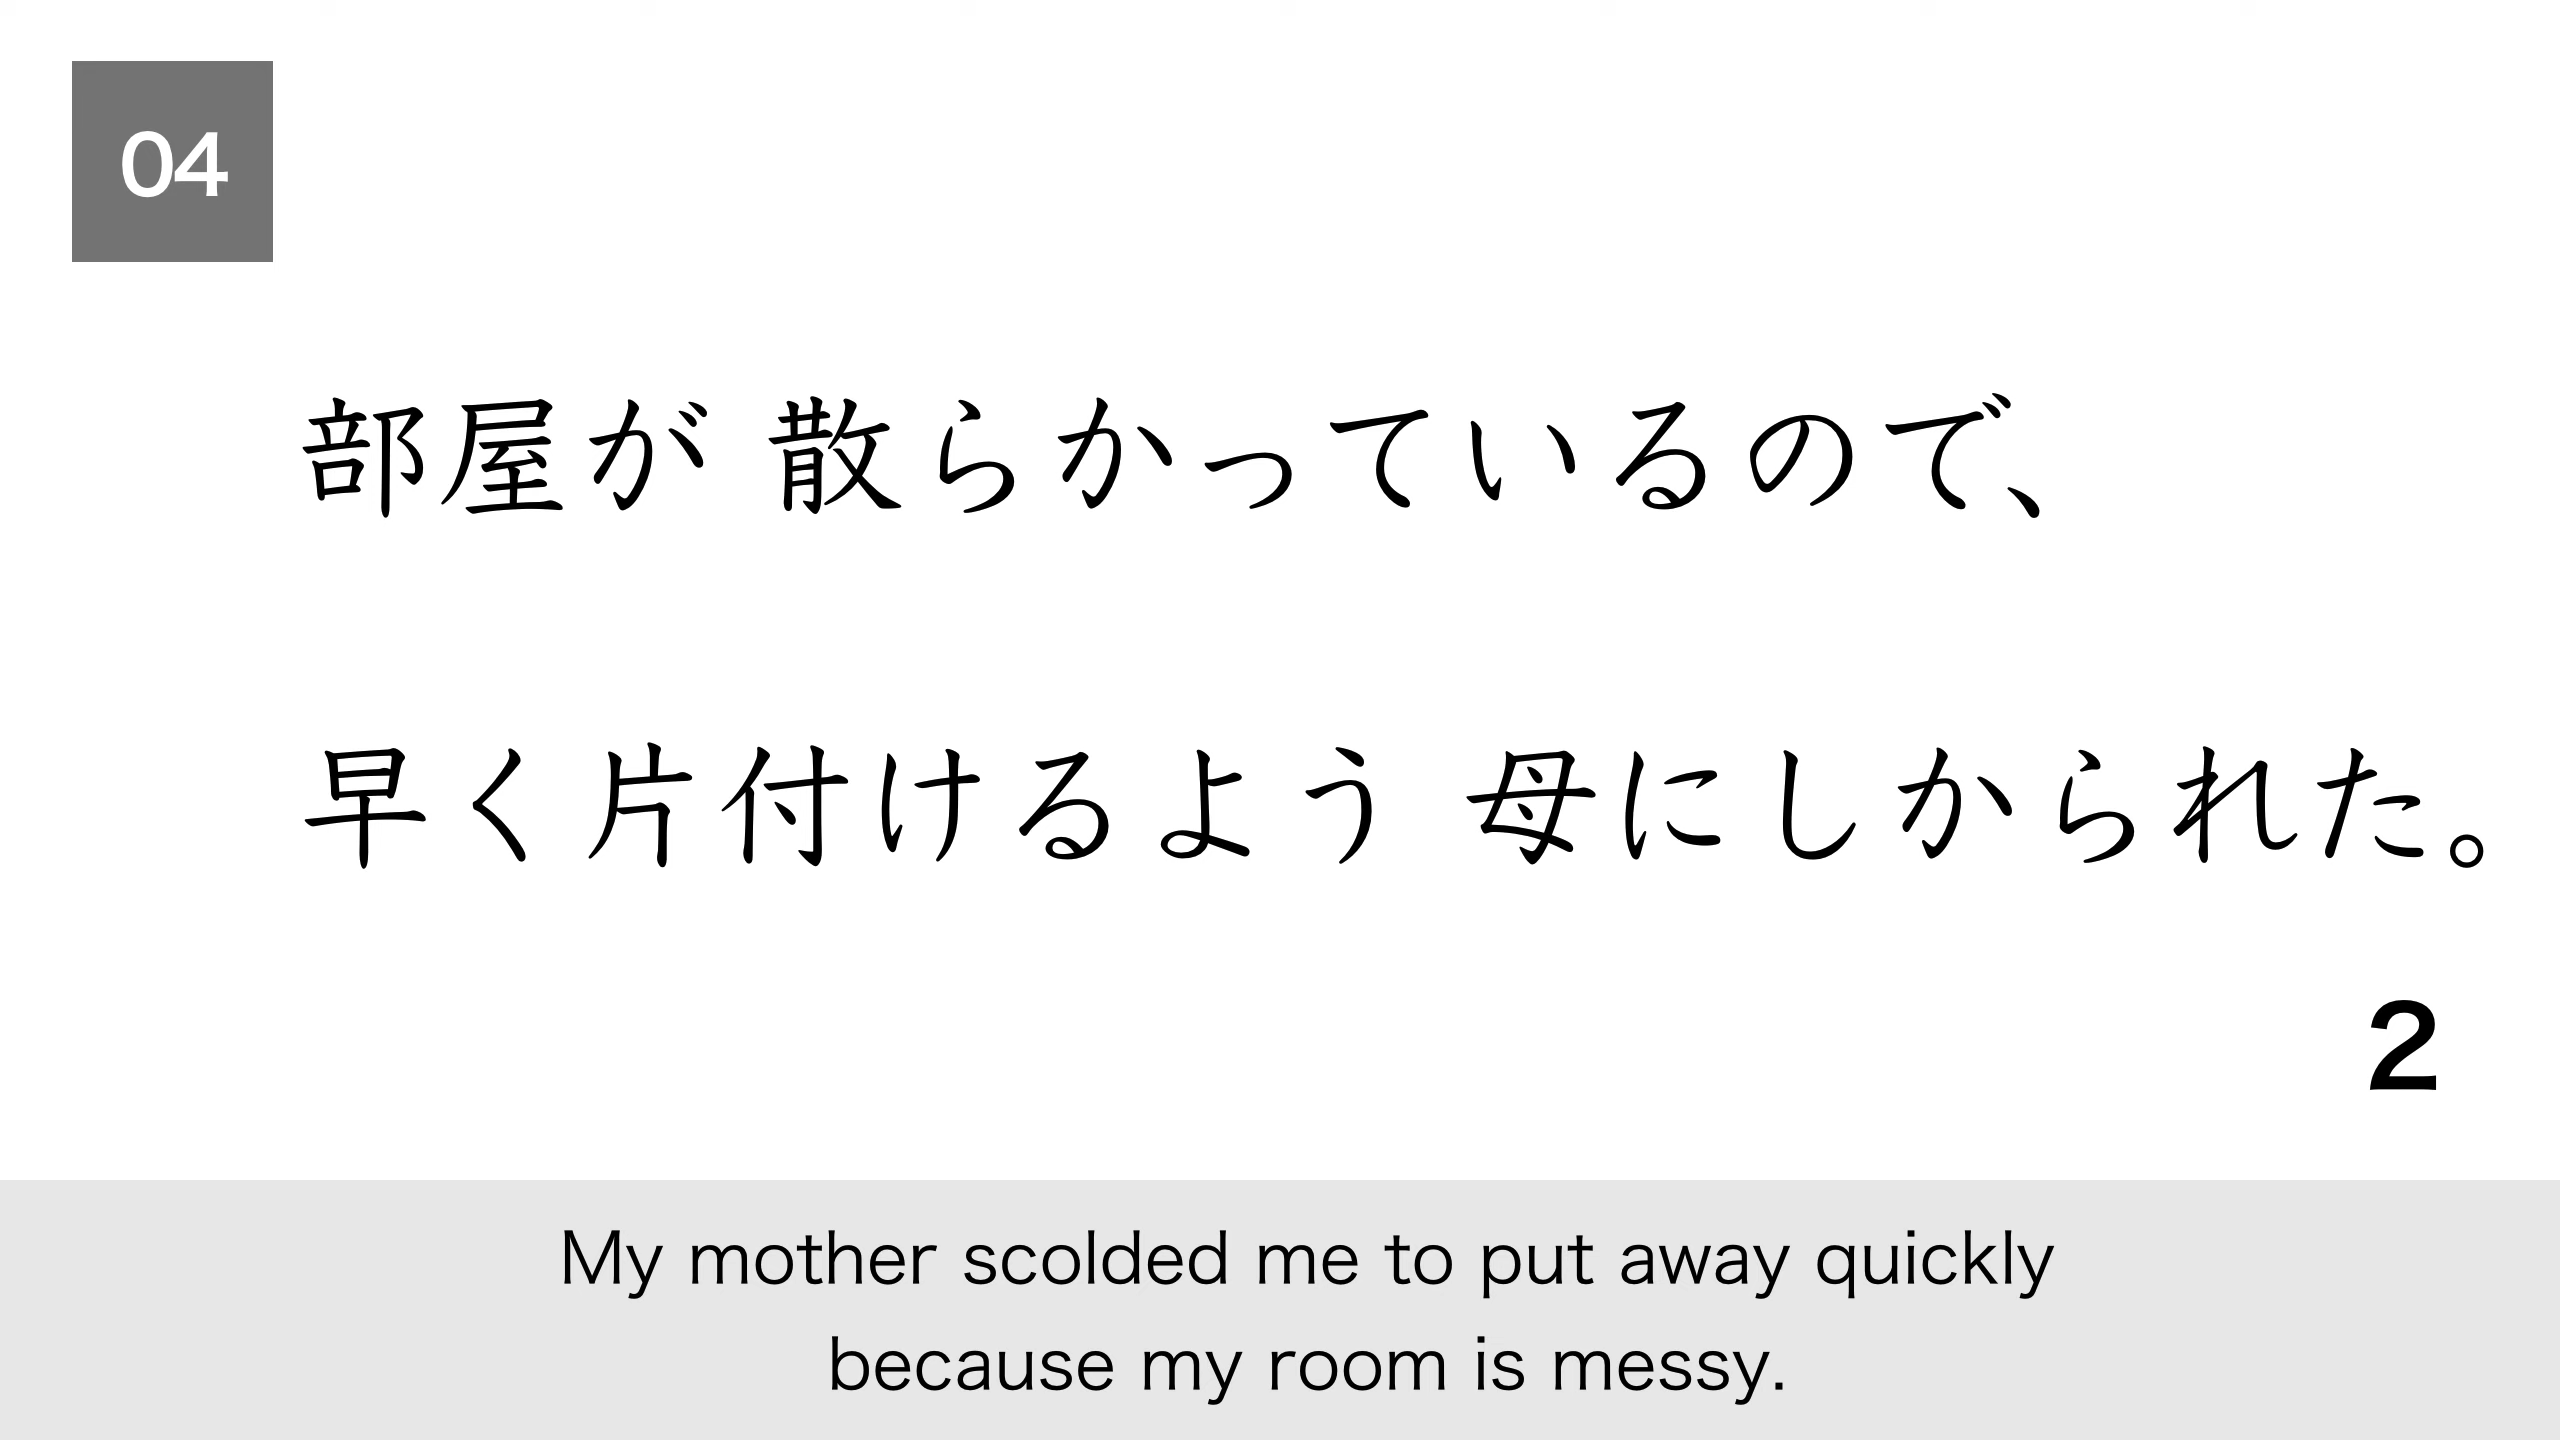 04
部屋が 散らかっているので、
早く片付けるよう 母にしかられた。
2
My mother scolded me to put away quickly
because my room is messy.